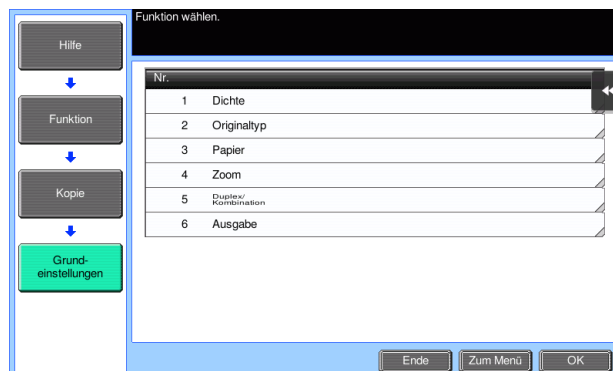 Funktion wählen.
Hilfe
Funktion
Kopie
Grund-
einstellungen
Nr.
1 Dichte
2 Originaltyp
3 Papier
4 Zoom
5 Duplex/
Kombination
6 Ausgabe
Ende Zum Menü OK